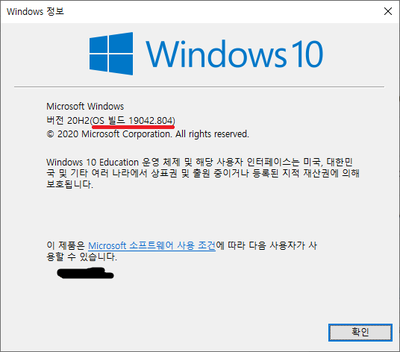 Windows 정보
Windows 10
Microsoft Windows
버전 20H2(OS 빌드 19042.804)
© 2020 Microsoft Corporation. All rights reserved.
Windows 10 Education 운영 체제 및 해당 사용자 인터페이스는 미국, 대한민
국 및 기타 여러 나라에서 상표권 및 출원 중이거나 등록된 지적 재산권에 의해
보호됩니다.
이 제품은 Microsoft 소프트웨어 사용 조건에 따라 다음 사용자가 사
용할 수 있습니다.
확인